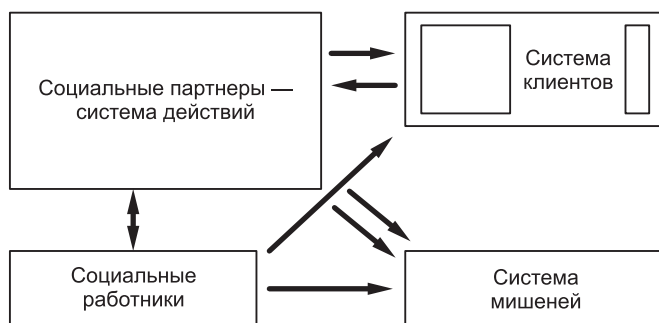 Социальные партнеры —
система действий
Система
клиентов
Социальные
работники
Система
мишеней